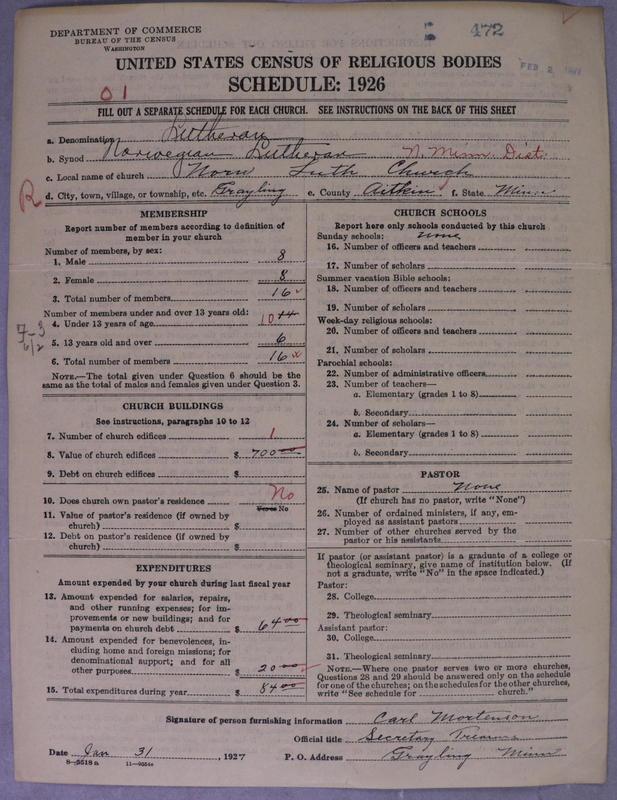 DEPARTMENT OF COMMERCE
BUREAU OF THE CENSUS
WASHINGTON
472
FEB 2
UNITED STATES CENSUS OF RELIGIOUS BODIES
SCHEDULE: 1926
01
FILL OUT A SEPARATE SCHEDULE FOR EACH CHURCH. SEE INSTRUCTIONS ON THE BACK OF THIS SHEET
a. Denomination Lutheran
b. Synod Norwegian Lutheran N. Minn. Dist.
c. Local name of church Norw Luth Church
R
d. City, town, village, or township, etc. Grayling e. County Aitkin f. State Minn
MEMBERSHIP
Report number of members according to definition of member in your church
Number of members, by sex:
1. Male 8
2. Female 8
3. Total number of members 16
Number of members under and over 13 years old:
4. Under 13 years of age 10
5. 13 years old and over 6
6. Total number of members 16
NOTE.—The total given under Question 6 should be the same as the total of males and females given under Question 3.
CHURCH BUILDINGS
See instructions, paragraphs 10 to 12
7. Number of church edifices 1
8. Value of church edifices $ 700 00
9. Debt on church edifices $
10. Does church own pastor's residence No
Yes or No
11. Value of pastor's residence (if owned by church) $
12. Debt on pastor's residence (if owned by church) $
EXPENDITURES
Amount expended by your church during last fiscal year
13. Amount expended for salaries, repairs, and other running expenses; for improvements or new buildings; and for payments on church debt $ 64 00
14. Amount expended for benevolences, including home and foreign missions; for denominational support; and for all other purposes $ 20 00
15. Total expenditures during year $ 84 00
CHURCH SCHOOLS
Report here only schools conducted by this church
Sunday schools: None
16. Number of officers and teachers
17. Number of scholars
Summer vacation Bible schools:
18. Number of officers and teachers
19. Number of scholars
Week-day religious schools:
20. Number of officers and teachers
21. Number of scholars
Parochial schools:
22. Number of administrative officers
23. Number of teachers—
a. Elementary (grades 1 to 8)
b. Secondary
24. Number of scholars—
a. Elementary (grades 1 to 8)
b. Secondary
PASTOR
25. Name of pastor None
(If church has no pastor, write "None")
26. Number of ordained ministers, if any, employed as assistant pastors
27. Number of other churches served by the pastor or his assistants
If pastor (or assistant pastor) is a graduate of a college or theological seminary, give name of institution below. (If not a graduate, write "No" in the space indicated.)
Pastor:
28. College
29. Theological seminary
Assistant pastor:
30. College
31. Theological seminary
NOTE.—Where one pastor serves two or more churches, Questions 28 and 29 should be answered only on the schedule for one of the churches; on the schedules for the other churches, write "See schedule for ... church."
Signature of person furnishing information Carl Mortenson
Official title Secretary
Date Jan 31, 1927 P. O. Address Grayling Minn
8-5518 a 11-9554